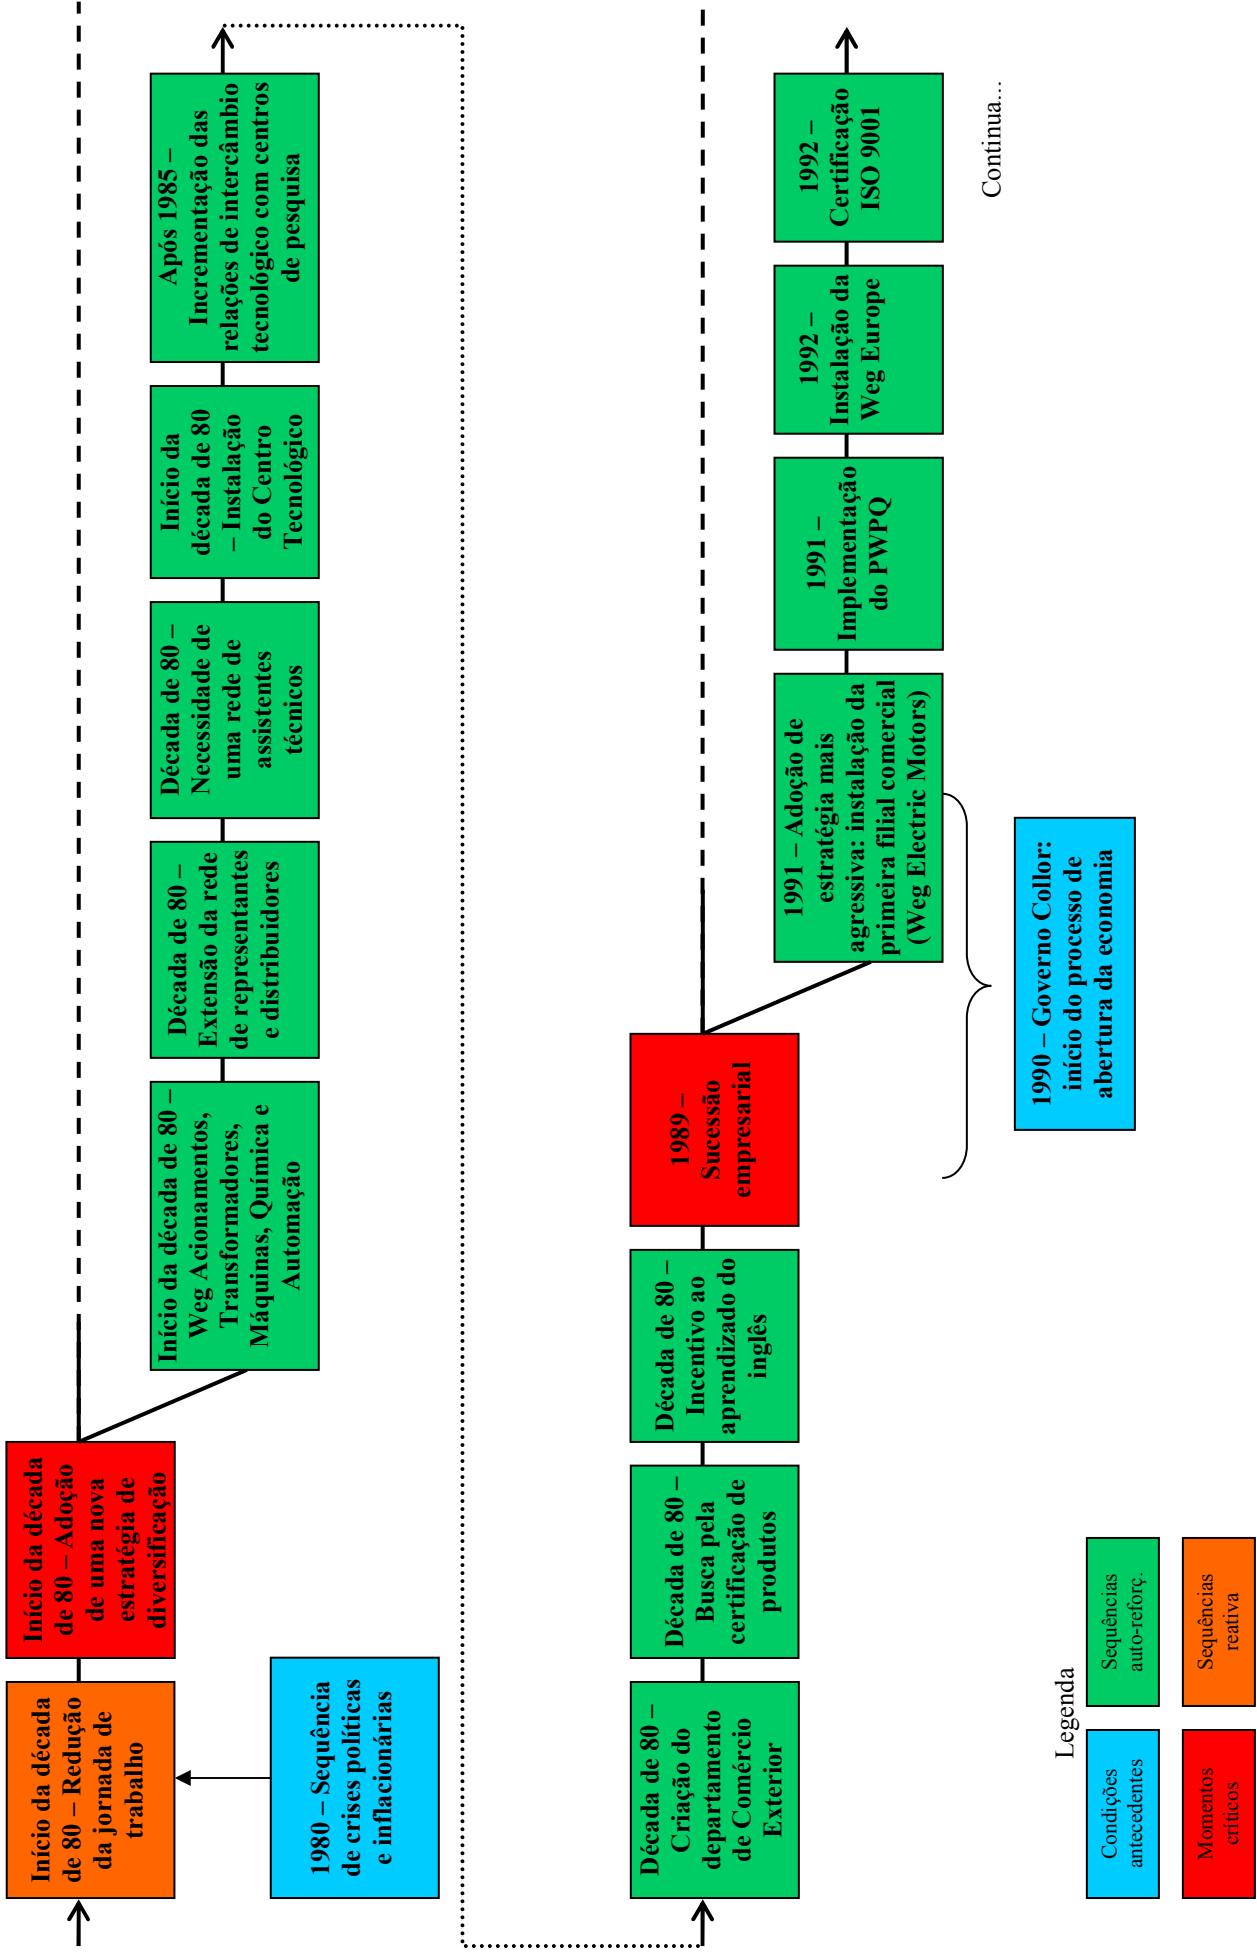 Início da década
de 80 – Redução
da jornada de
trabalho
Início da década
de 80 – Adoção
de uma nova
estratégia de
diversificação
1980 – Sequência
de crises políticas
e inflacionárias
Início da década de 80 –
Weg Acionamentos,
Transformadores,
Máquinas, Química e
Automação
Década de 80 –
Extensão da rede
de representantes
e distribuidores
Década de 80 –
Necessidade de
uma rede de
assistentes
técnicos
Início da
década de 80
– Instalação
do Centro
Tecnológico
Após 1985 –
Incrementação das
relações de intercâmbio
tecnológico com centros
de pesquisa
Década de 80 –
Criação do
departamento
de Comércio
Exterior
Década de 80 –
Busca pela
certificação de
produtos
Década de 80 –
Incentivo ao
aprendizado do
inglês
1989 –
Sucessão
empresarial
1991 – Adoção de
estratégia mais
agressiva: instalação da
primeira filial comercial
(Weg Electric Motors)
1991 –
Implementação
do PWPQ
1992 –
Instalação da
Weg Europe
1992 –
Certificação
ISO 9001
1990 – Governo Collor:
início do processo de
abertura da economia
Continua...
Legenda
Condições
antecedentes
Sequências
auto-reforç.
Momentos
críticos
Sequências
reativa